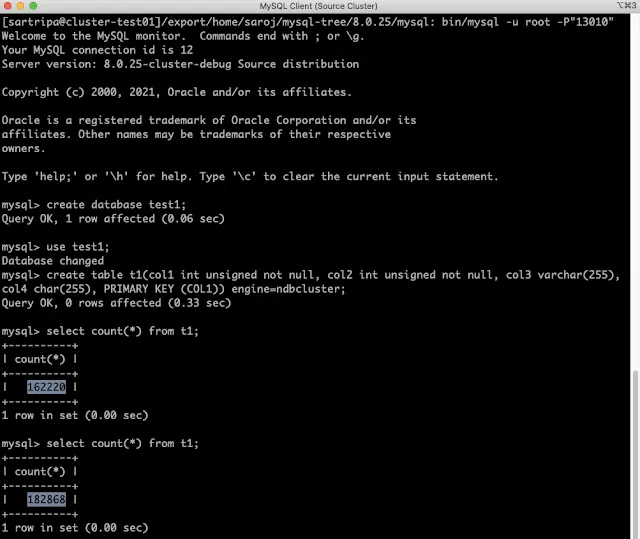 MySQL Client (Source Cluster)
⌥⌘3
[sartripa@cluster-test01]/export/home/saroj/mysql-tree/8.0.25/mysql: bin/mysql -u root -P"13010"
Welcome to the MySQL monitor.  Commands end with ; or \g.
Your MySQL connection id is 12
Server version: 8.0.25-cluster-debug Source distribution
Copyright (c) 2000, 2021, Oracle and/or its affiliates.
Oracle is a registered trademark of Oracle Corporation and/or its
affiliates. Other names may be trademarks of their respective
owners.
Type 'help;' or '\h' for help. Type '\c' to clear the current input statement.
mysql> create database test1;
Query OK, 1 row affected (0.06 sec)
mysql> use test1;
Database changed
mysql> create table t1(col1 int unsigned not null, col2 int unsigned not null, col3 varchar(255),
col4 char(255), PRIMARY KEY (COL1)) engine=ndbcluster;
Query OK, 0 rows affected (0.33 sec)
mysql> select count(*) from t1;
+----------+
| count(*) |
+----------+
|   162220 |
+----------+
1 row in set (0.00 sec)
mysql> select count(*) from t1;
+----------+
| count(*) |
+----------+
|   182868 |
+----------+
1 row in set (0.00 sec)